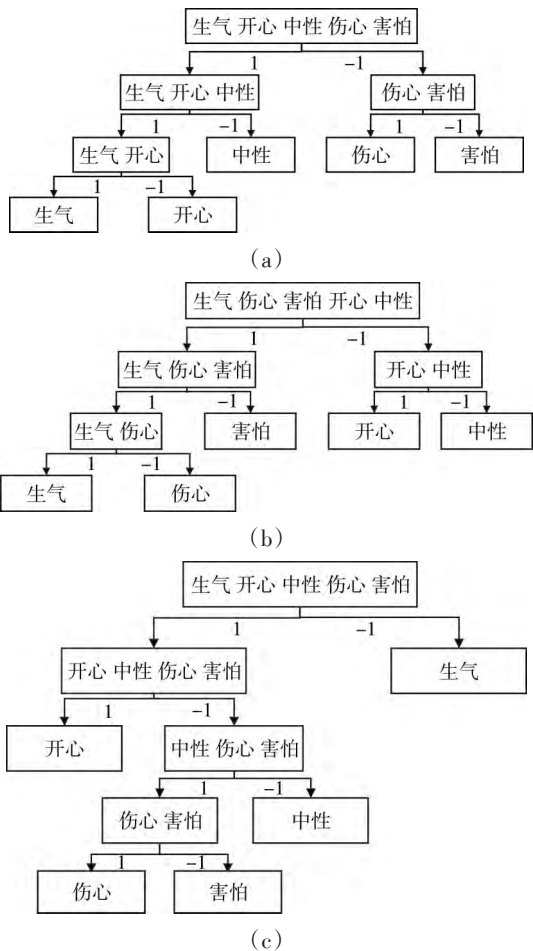 生气 开心 中性 伤心 害怕
1 -1
生气 开心 中性 伤心 害怕
1 -1 1 -1
生气 开心 中性 伤心 害怕
1 -1
生气 开心
(a)
生气 伤心 害怕 开心 中性
1 -1
生气 伤心 害怕 开心 中性
1 -1 1 -1
生气 伤心 害怕 开心 中性
1 -1
生气 伤心
(b)
生气 开心 中性 伤心 害怕
1 -1
开心 中性 伤心 害怕 生气
1 -1
开心 中性 伤心 害怕
1 -1
伤心 害怕 中性
1 -1
伤心 害怕
(c)